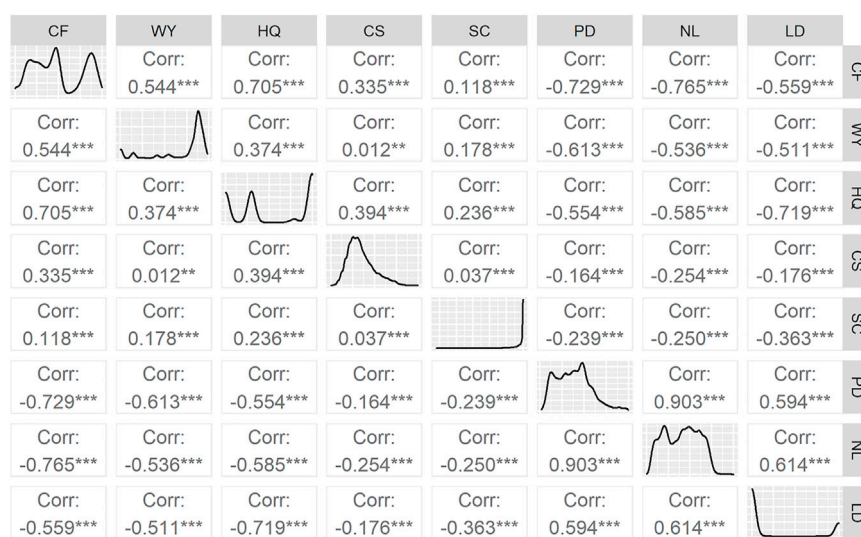 CF WY HQ CS SC PD NL LD
Corr: Corr: Corr: Corr: Corr: Corr: Corr:
0.544*** 0.705*** 0.335*** 0.118*** -0.729*** -0.765*** -0.559***
CF
Corr: Corr: Corr: Corr: Corr: Corr: Corr:
0.544*** 0.374*** 0.012** 0.178*** -0.613*** -0.536*** -0.511***
WY
Corr: Corr: Corr: Corr: Corr: Corr: Corr:
0.705*** 0.374*** 0.394*** 0.236*** -0.554*** -0.585*** -0.719***
HQ
Corr: Corr: Corr: Corr: Corr: Corr: Corr:
0.335*** 0.012** 0.394*** 0.037*** -0.164*** -0.254*** -0.176***
CS
Corr: Corr: Corr: Corr: Corr: Corr: Corr:
0.118*** 0.178*** 0.236*** 0.037*** -0.239*** -0.250*** -0.363***
SC
Corr: Corr: Corr: Corr: Corr: Corr: Corr:
-0.729*** -0.613*** -0.554*** -0.164*** -0.239*** 0.903*** 0.594***
PD
Corr: Corr: Corr: Corr: Corr: Corr: Corr:
-0.765*** -0.536*** -0.585*** -0.254*** -0.250*** 0.903*** 0.614***
NL
Corr: Corr: Corr: Corr: Corr: Corr: Corr:
-0.559*** -0.511*** -0.719*** -0.176*** -0.363*** 0.594*** 0.614***
LD